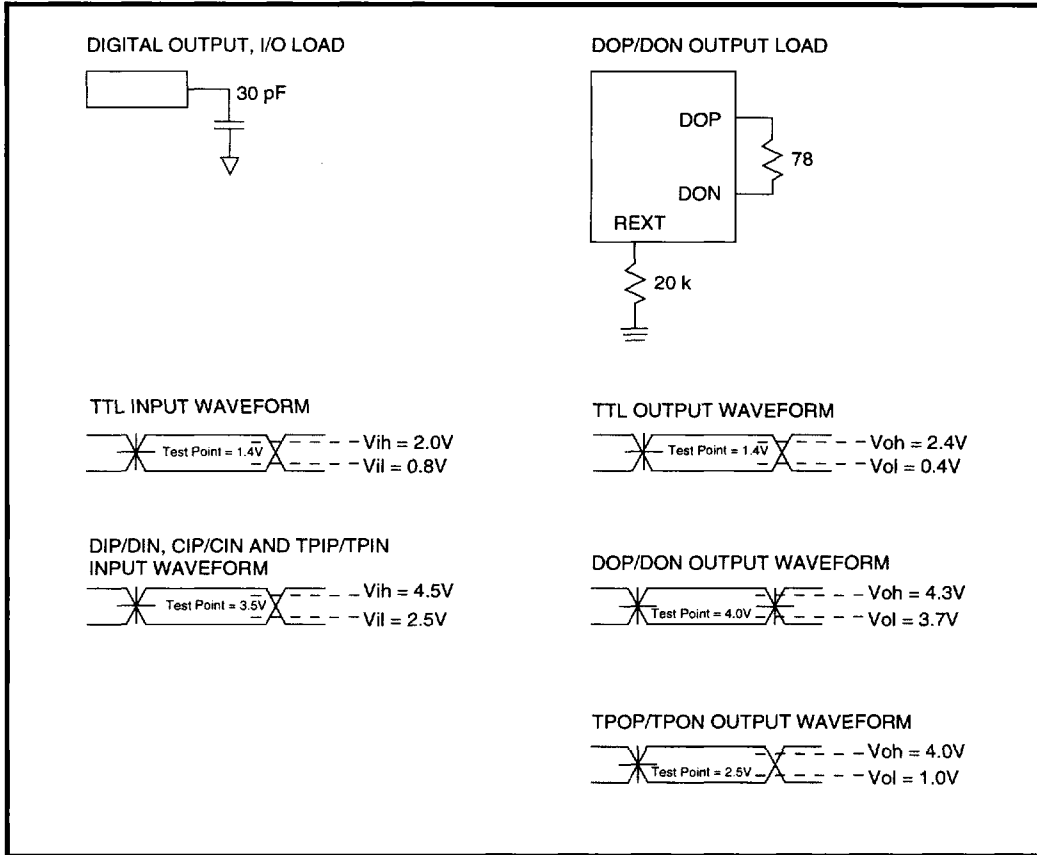 DIGITAL OUTPUT, I/O LOAD
30 pF
DOP/DON OUTPUT LOAD
DOP
78
DON
REXT
20 k
TTL INPUT WAVEFORM
Test Point = 1.4V
Vih = 2.0V
Vil = 0.8V
TTL OUTPUT WAVEFORM
Test Point = 1.4V
Voh = 2.4V
Vol = 0.4V
DIP/DIN, CIP/CIN AND TPIP/TPIN
INPUT WAVEFORM
Test Point = 3.5V
Vih = 4.5V
Vil = 2.5V
DOP/DON OUTPUT WAVEFORM
Test Point = 4.0V
Voh = 4.3V
Vol = 3.7V
TPOP/TPON OUTPUT WAVEFORM
Test Point = 2.5V
Voh = 4.0V
Vol = 1.0V